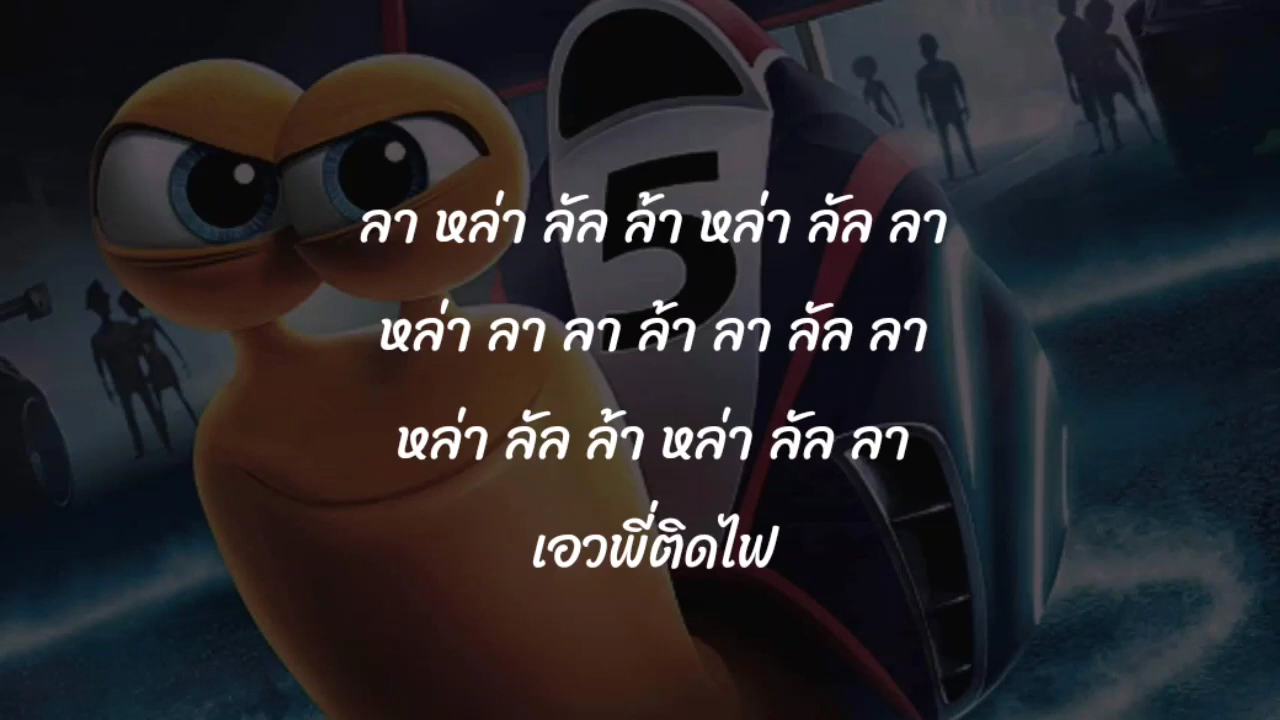 ลา หล่า ลัล ล้า หล่า ลัล ลา
หล่า ลา ลา ล้า ลา ลัล ลา
หล่า ลัล ล้า หล่า ลัล ลา
เอวพี่ติดไฟ
5